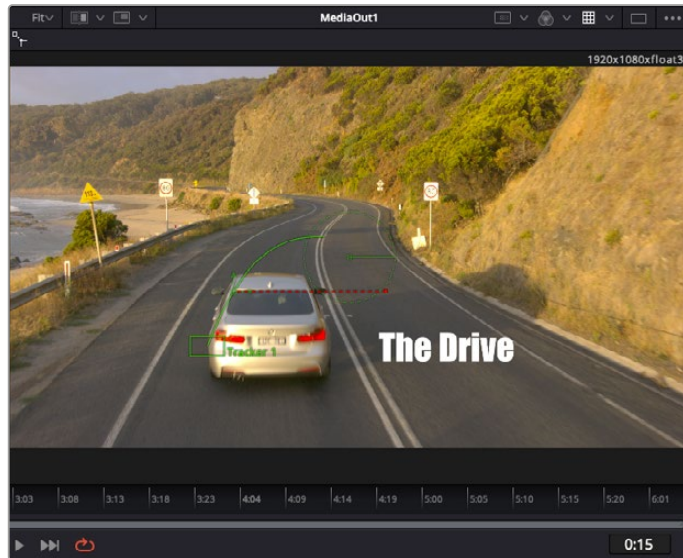 Fit MediaOut1
1920x1080xfloat3
Tracker 1
The Drive
3:03 3:08 3:13 3:18 3:23 4:04 4:09 4:14 4:19 5:00 5:05 5:10 5:15 5:20 6:01
0:15